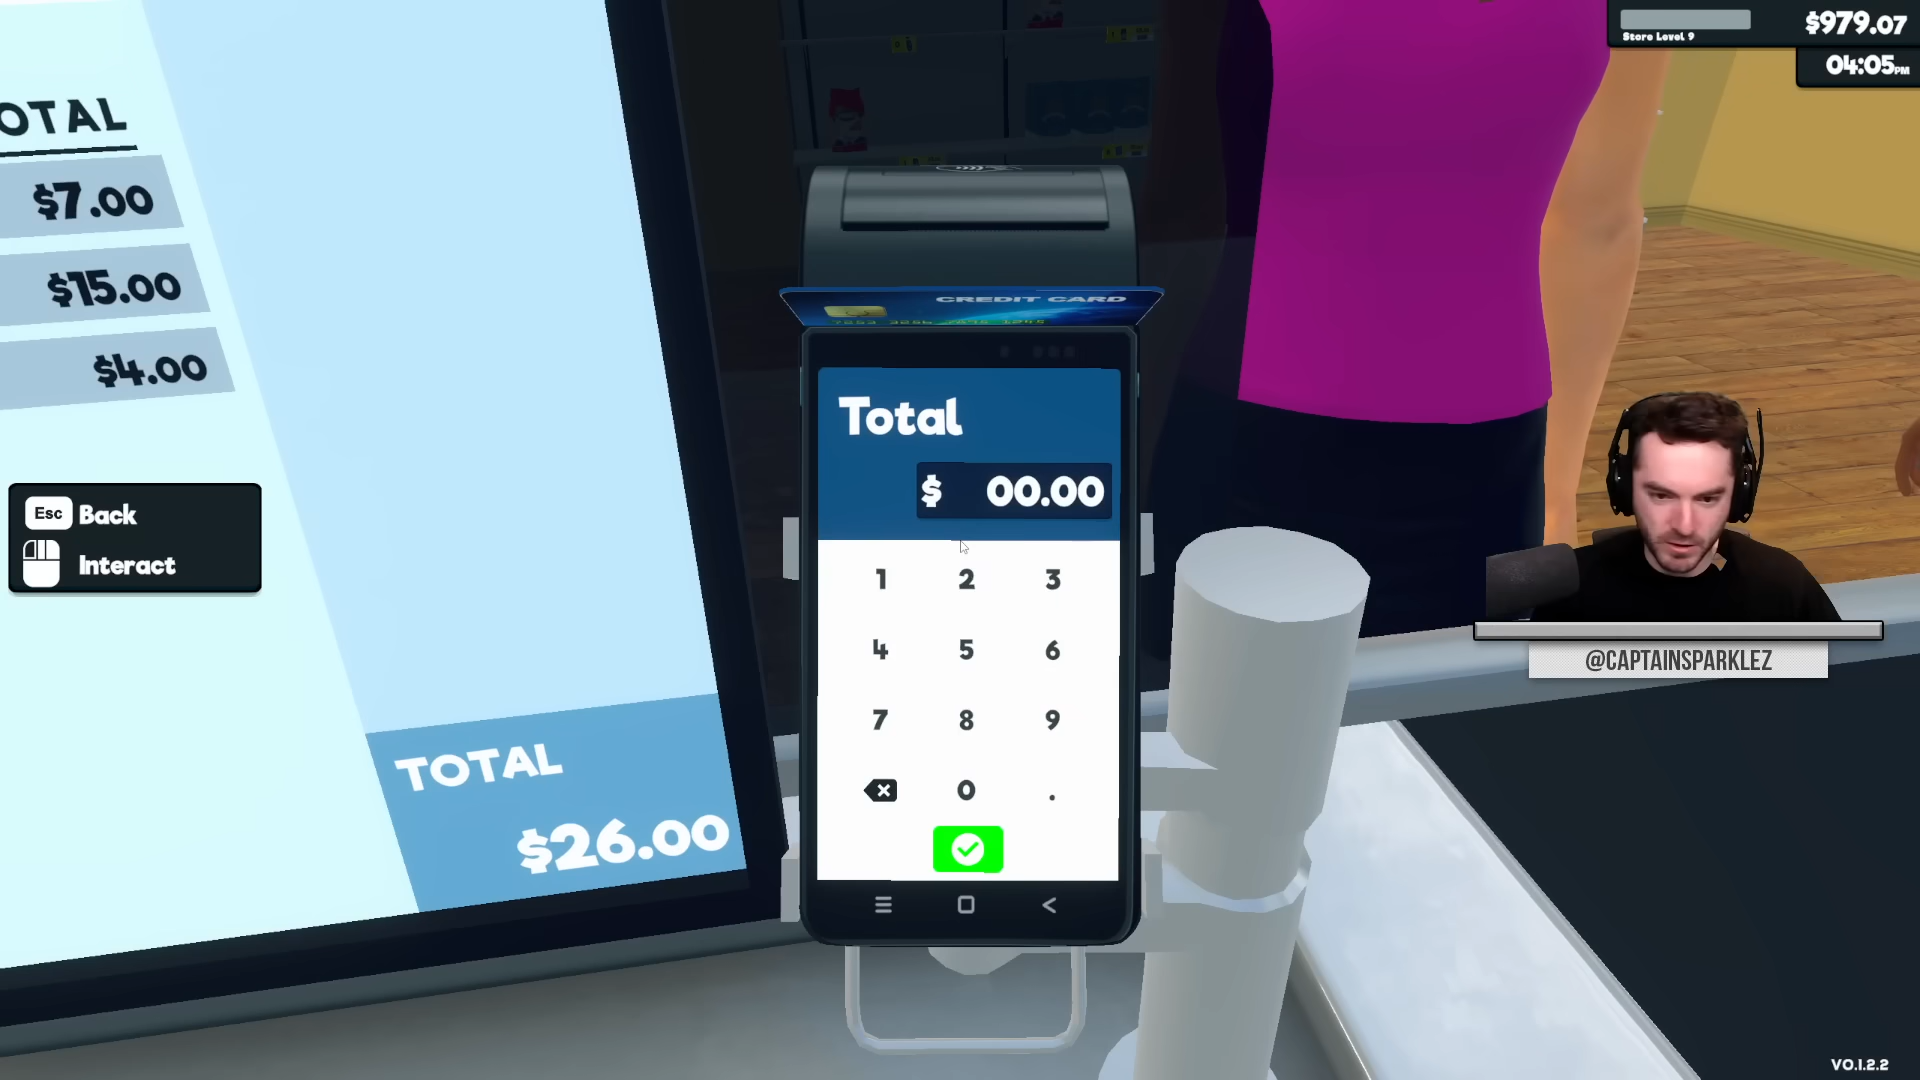 $979.07
Store Level 9
04:05PM
OTAL
$7.00
$15.00
$4.00
CREDIT CARD
Total
$ 00.00
Esc Back
Interact
1 2 3
4 5 6
7 8 9
0 .
@CAPTAINSPARKLEZ
TOTAL
$26.00
V0.1.2.2